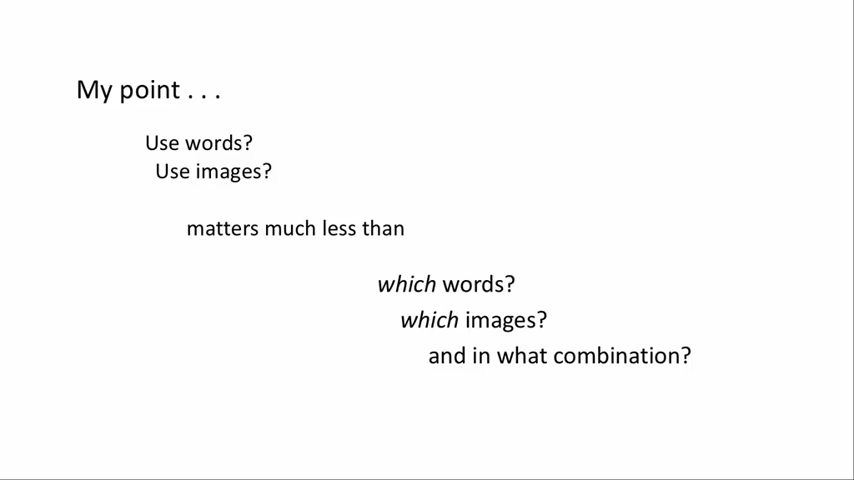 My point . . .
Use words?
Use images?
matters much less than
which words?
which images?
and in what combination?